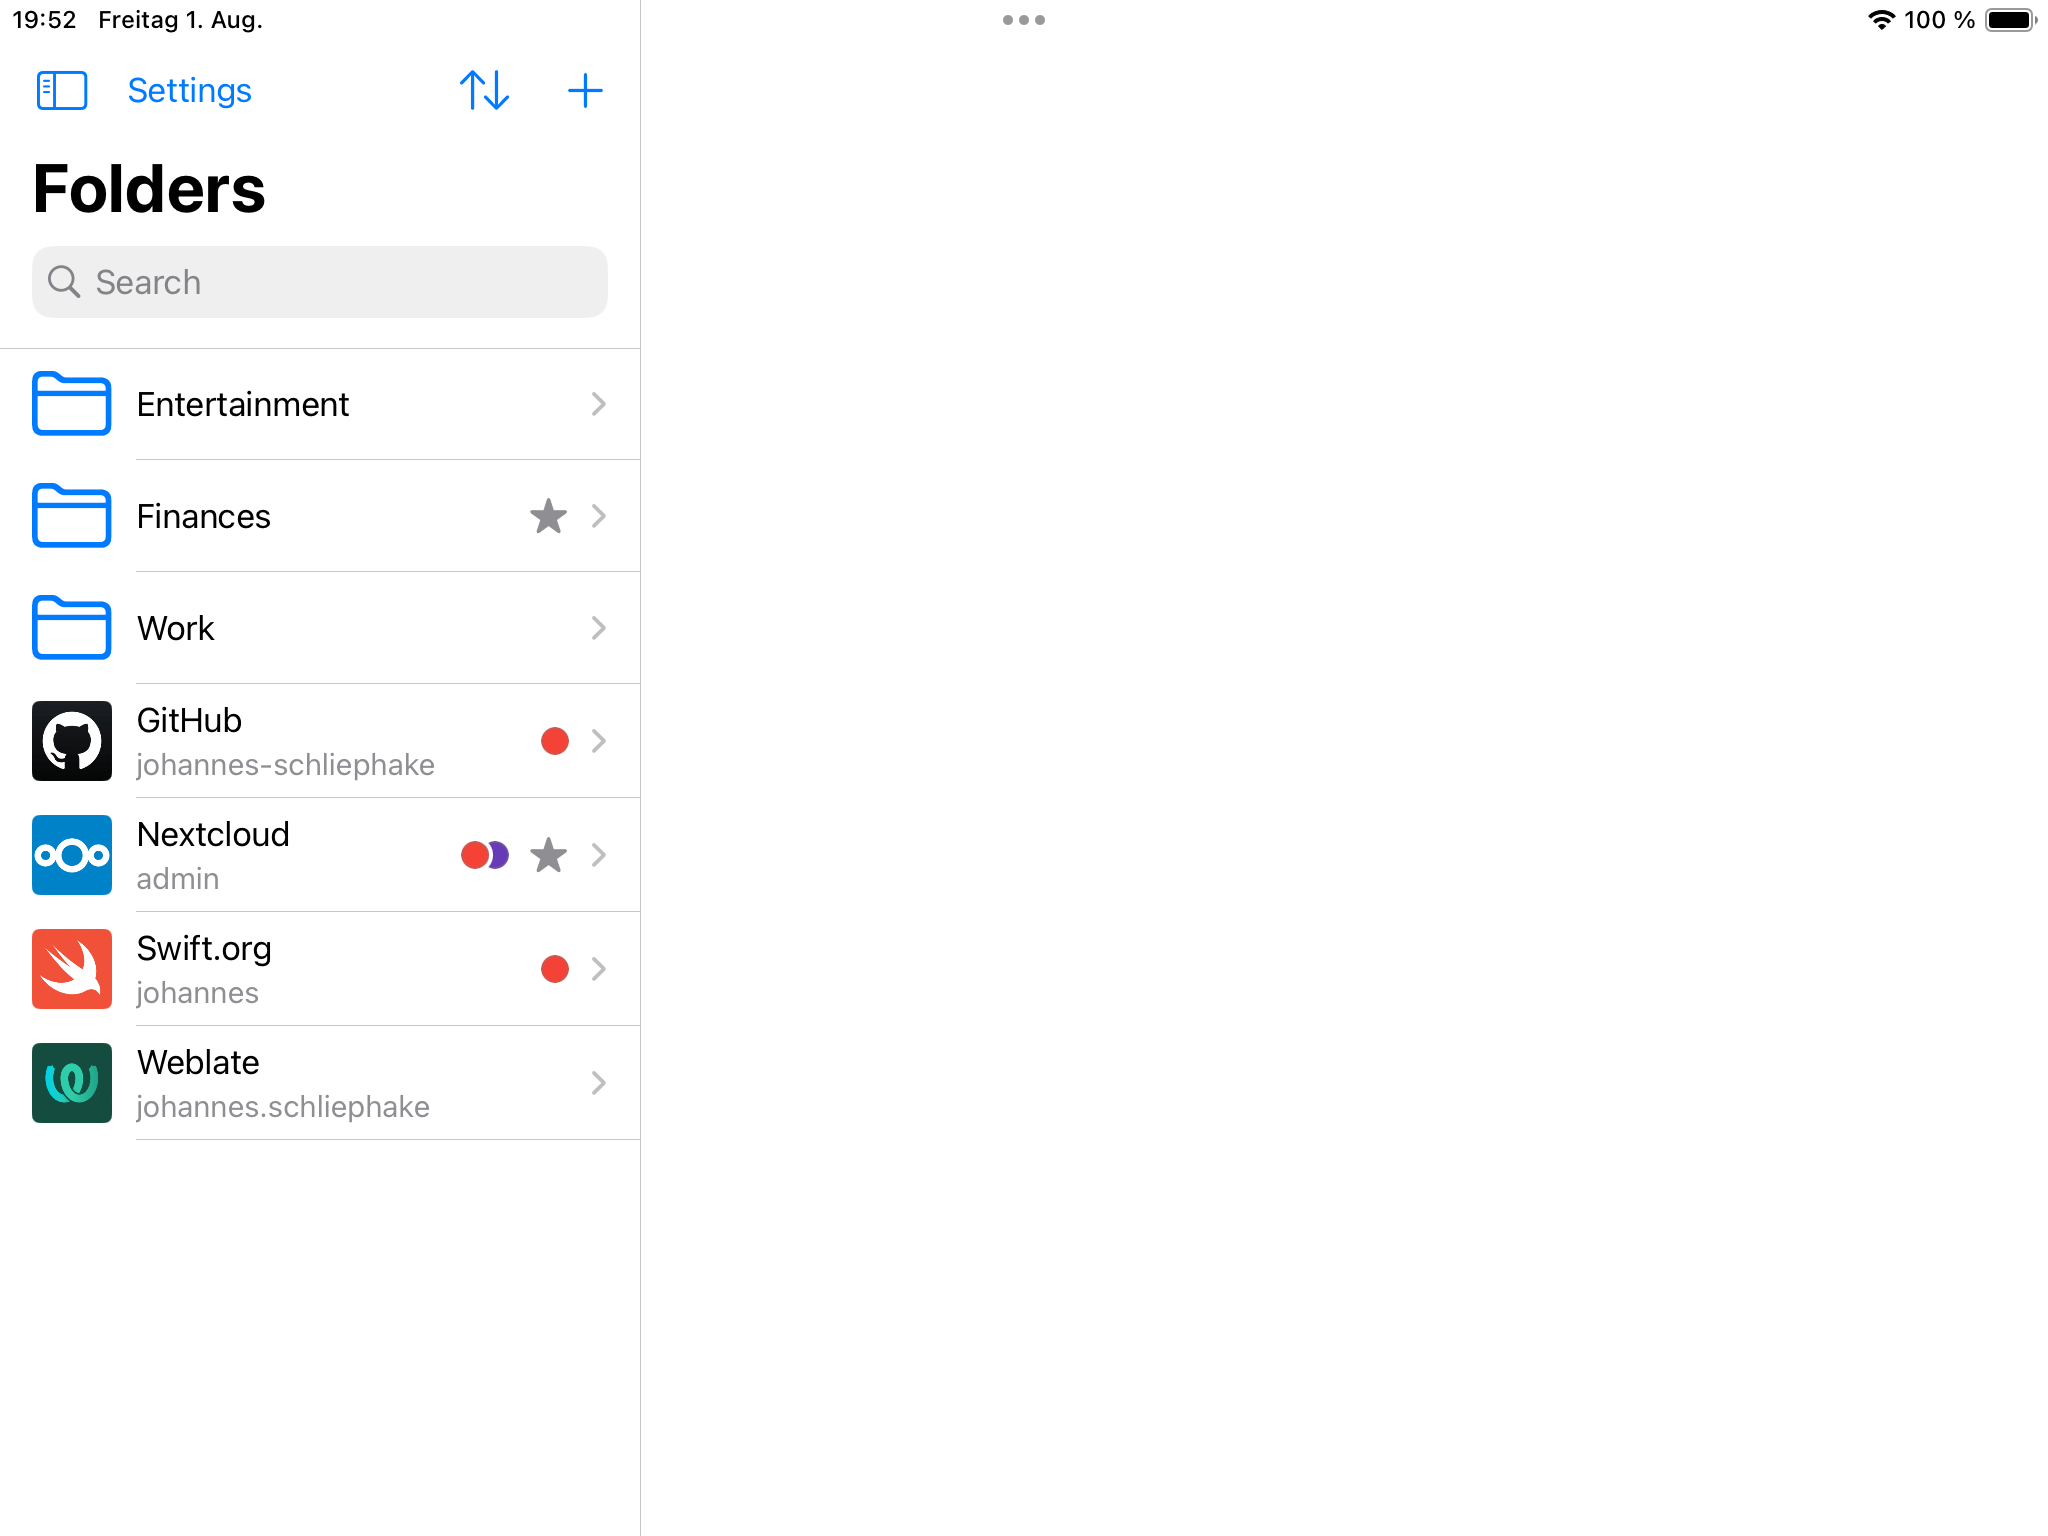 19:52 Freitag 1. Aug.
100 %
Settings
Folders
Search
Entertainment
Finances
Work
GitHub
johannes-schliephake
Nextcloud
admin
Swift.org
johannes
Weblate
johannes.schliephake